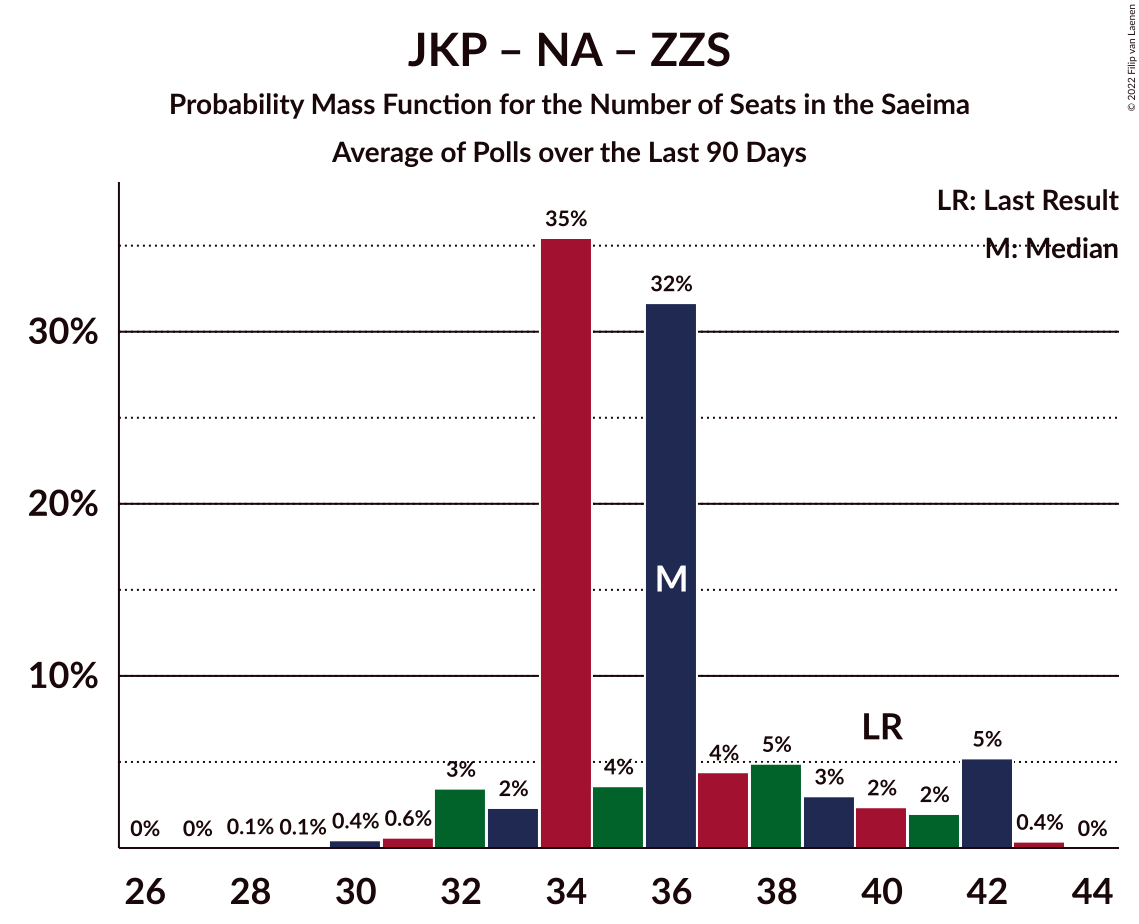 JKP – NA – ZZS
Probability Mass Function for the Number of Seats in the Saeima
Average of Polls over the Last 90 Days
© 2022 Filip van Laenen
LR: Last Result
M: Median
35%
32%
30%
20%
M
10%
LR
0% 0% 0.1% 0.1% 0.4% 0.6% 3% 2% 4% 4% 5% 3% 2% 2% 5% 0.4% 0%
26 28 30 32 34 36 38 40 42 44